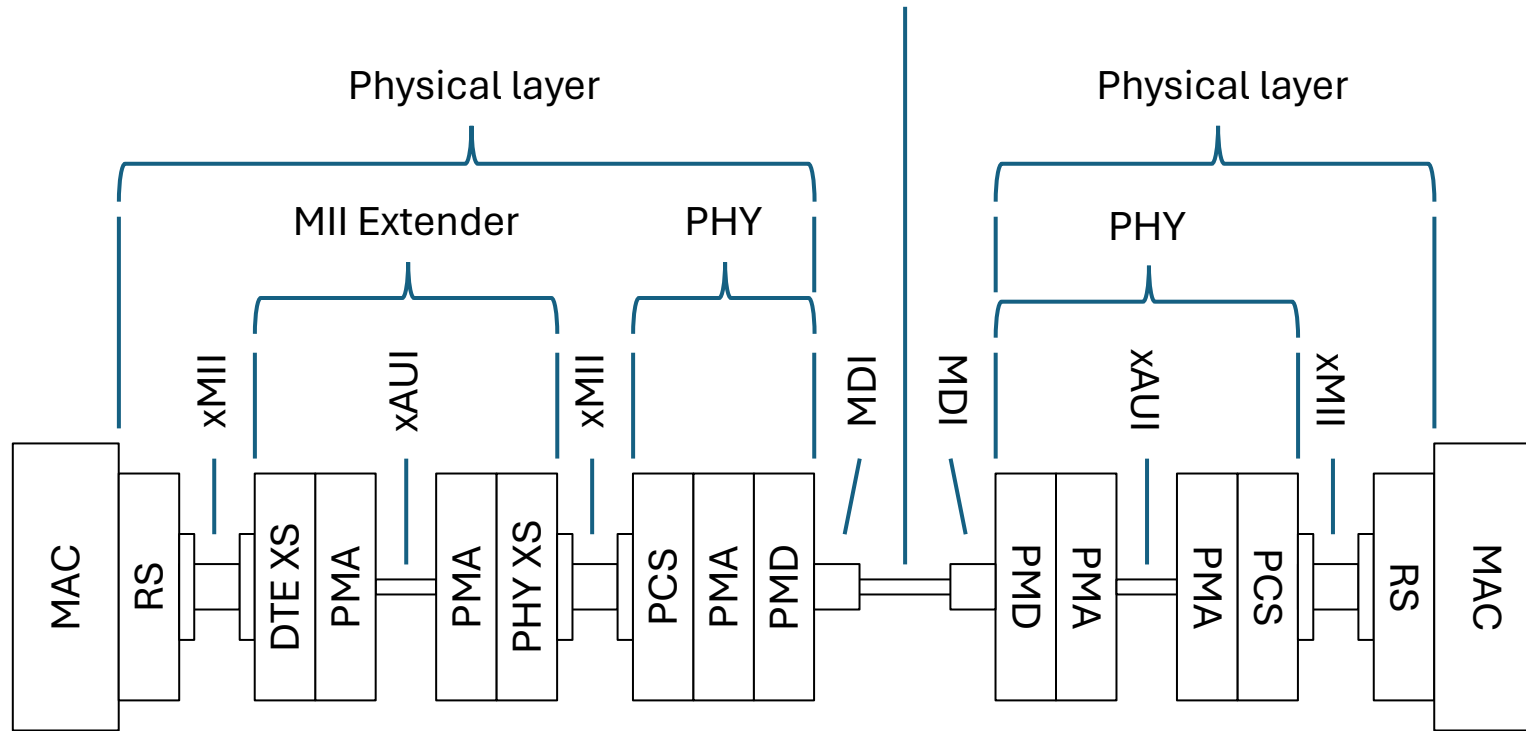 Physical layer
Physical layer
MII Extender
PHY
PHY
xMII
xAUI
xMII
MDI
MDI
xAUI
xMII
MAC
RS
DTE XS
PMA
PMA
PHY XS
PCS
PMA
PMD
PMD
PMA
PMA
PCS
RS
MAC